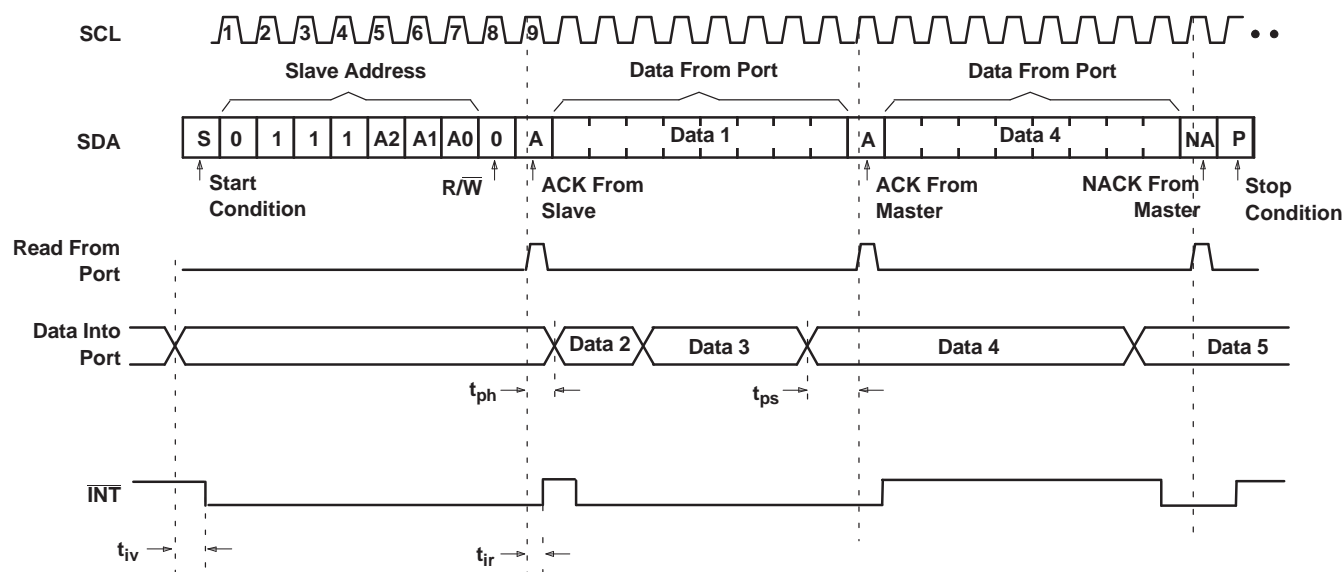 SCL 1 2 3 4 5 6 7 8 9
Slave Address Data From Port Data From Port
SDA S 0 1 1 1 A2 A1 A0 0 A Data 1 A Data 4 NA P
Start Condition
R/W̅
ACK From Slave
ACK From Master
NACK From Master
Stop Condition
Read From Port
Data Into Port
Data 2 Data 3 Data 4 Data 5
tph tps
I̅N̅T̅
tiv tir